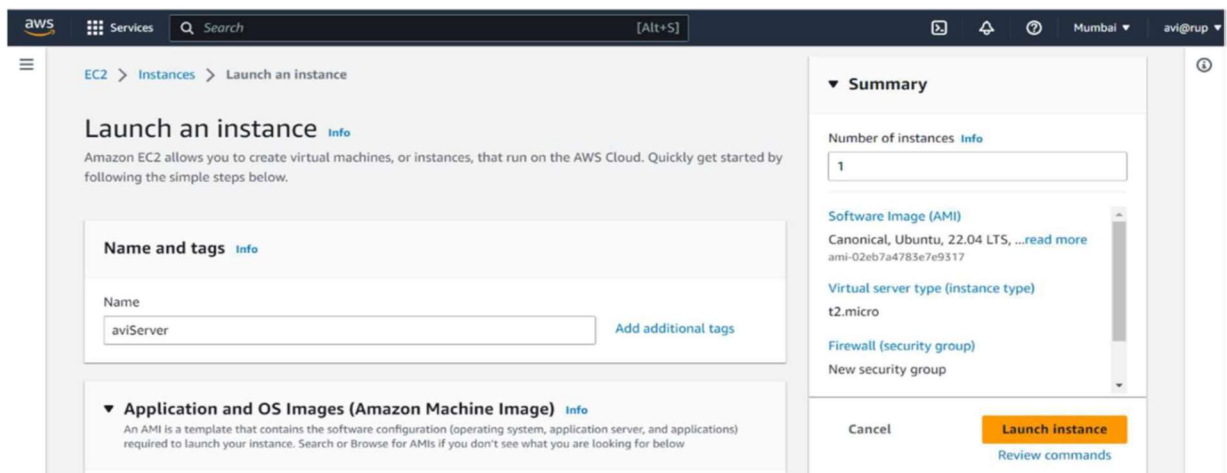 aws
Services
Search [Alt+S]
Mumbai
avi@rup
EC2 > Instances > Launch an instance
Launch an instance Info
Amazon EC2 allows you to create virtual machines, or instances, that run on the AWS Cloud. Quickly get started by
following the simple steps below.
Name and tags Info
Name
aviServer
Add additional tags
Application and OS Images (Amazon Machine Image) Info
An AMI is a template that contains the software configuration (operating system, application server, and applications)
required to launch your instance. Search or Browse for AMIs if you don't see what you are looking for below
Summary
Number of instances Info
1
Software Image (AMI)
Canonical, Ubuntu, 22.04 LTS, ...read more
ami-02eb7a4783e7e9317
Virtual server type (instance type)
t2.micro
Firewall (security group)
New security group
Cancel
Launch instance
Review commands